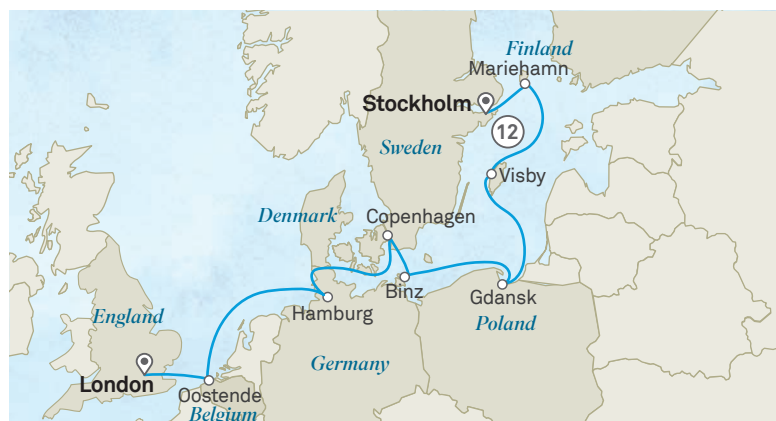 Finland
Mariehamn
Stockholm
12
Sweden
Visby
Denmark
Copenhagen
Binz
Gdansk
Hamburg
Poland
England
Germany
London
Oostende
Belgium